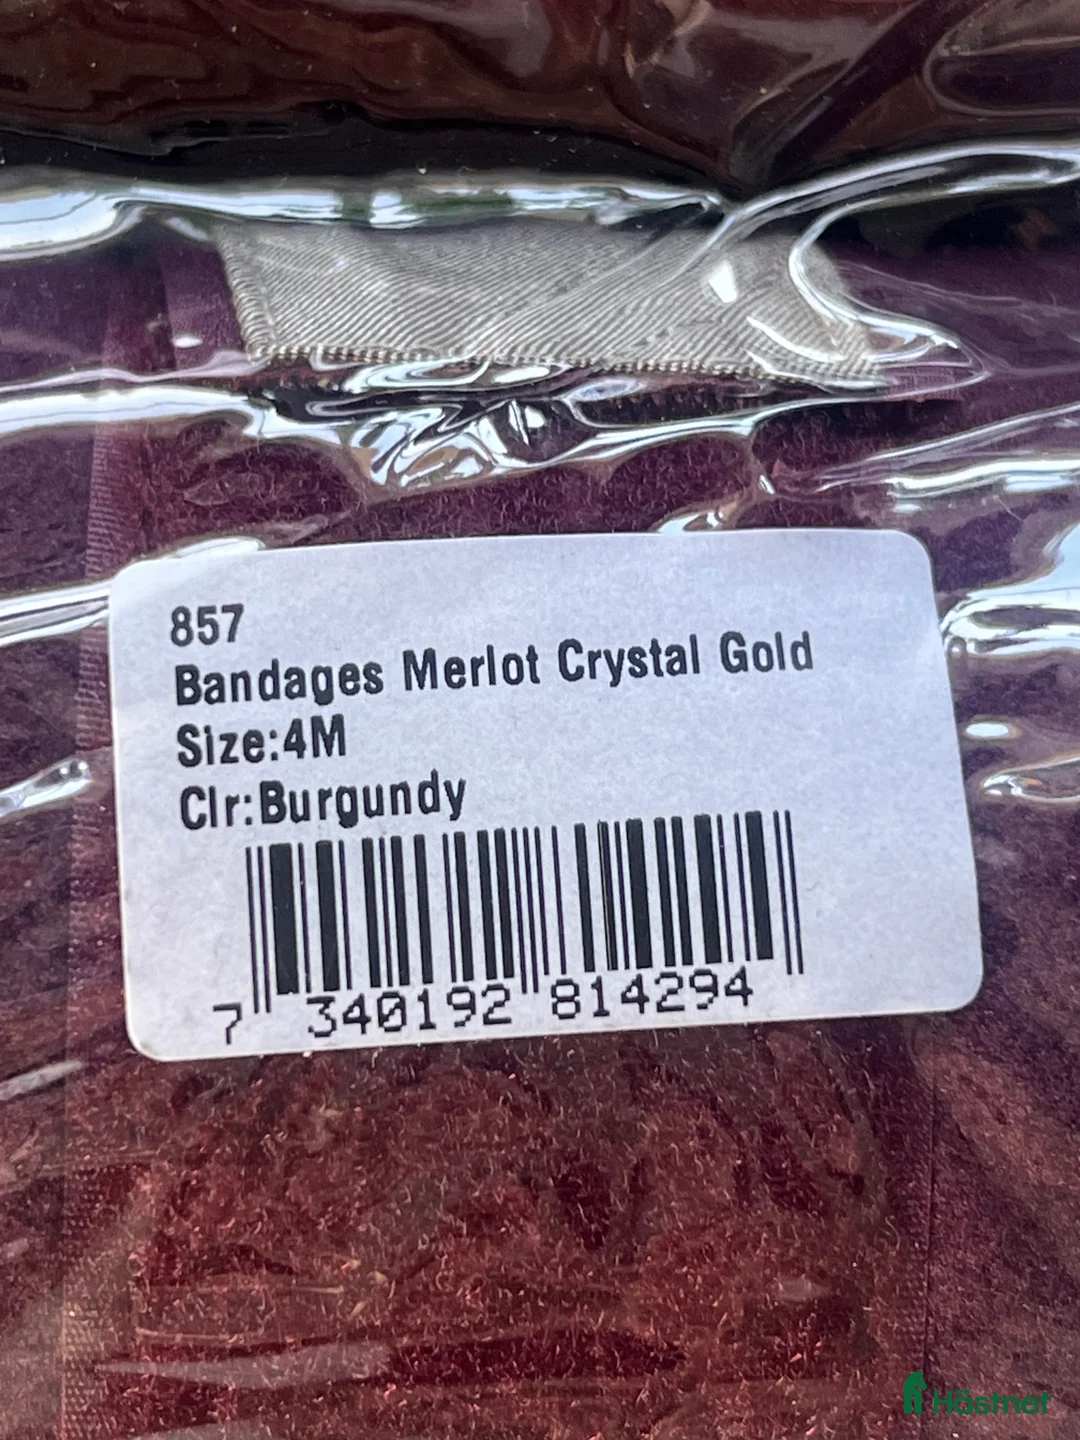 857
Bandages Merlot Crystal Gold
Size:4M
Clr:Burgundy
7 340192 814294
Hästnet